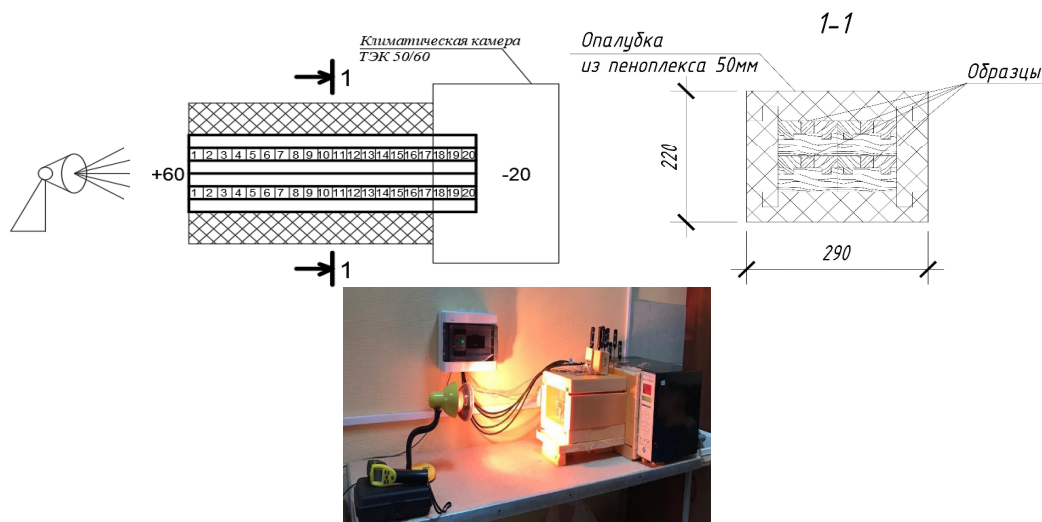 Климатическая камера
ТЭК 50/60
1
+60
1 2 3 4 5 6 7 8 9 10 11 12 13 14 15 16 17 18 19 20
-20
1 2 3 4 5 6 7 8 9 10 11 12 13 14 15 16 17 18 19 20
1
1-1
Опалубка
из пеноплекса 50мм
Образцы
220
290